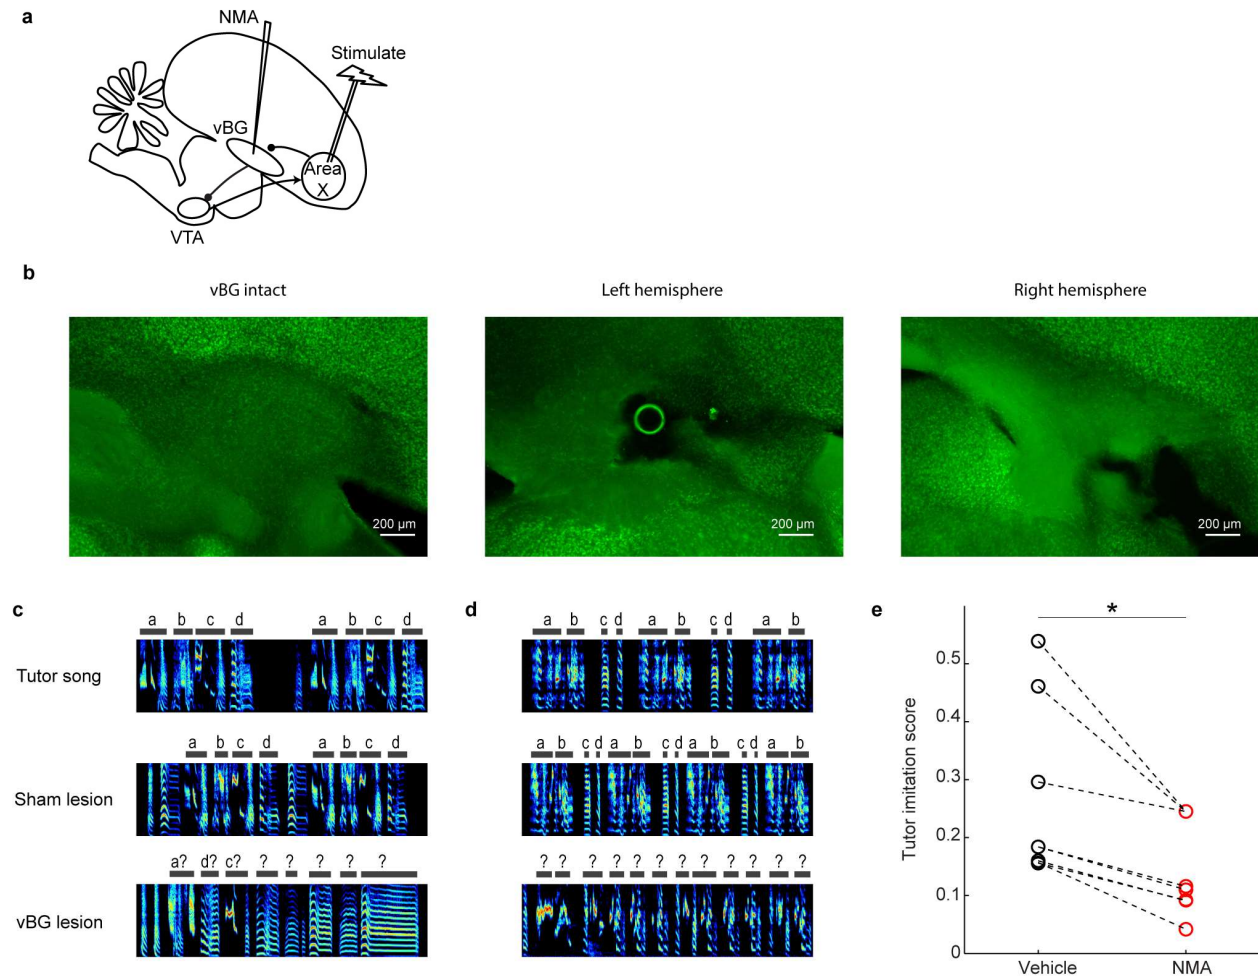 a
NMA
Stimulate
vBG
Area
X
VTA
b
vBG intact
Left hemisphere
Right hemisphere
200 µm
200 µm
200 µm
c
a b c d a b c d
Tutor song
a b c d a b c d
Sham lesion
a? d? c? ? ? ? ? ?
vBG lesion
d
a b c d a b c d a b
a b c d a b c d a b c d a b
? ? ? ? ? ? ? ? ? ? ? ?
e
*
Tutor imitation score
0.5
0.4
0.3
0.2
0.1
0
Vehicle NMA